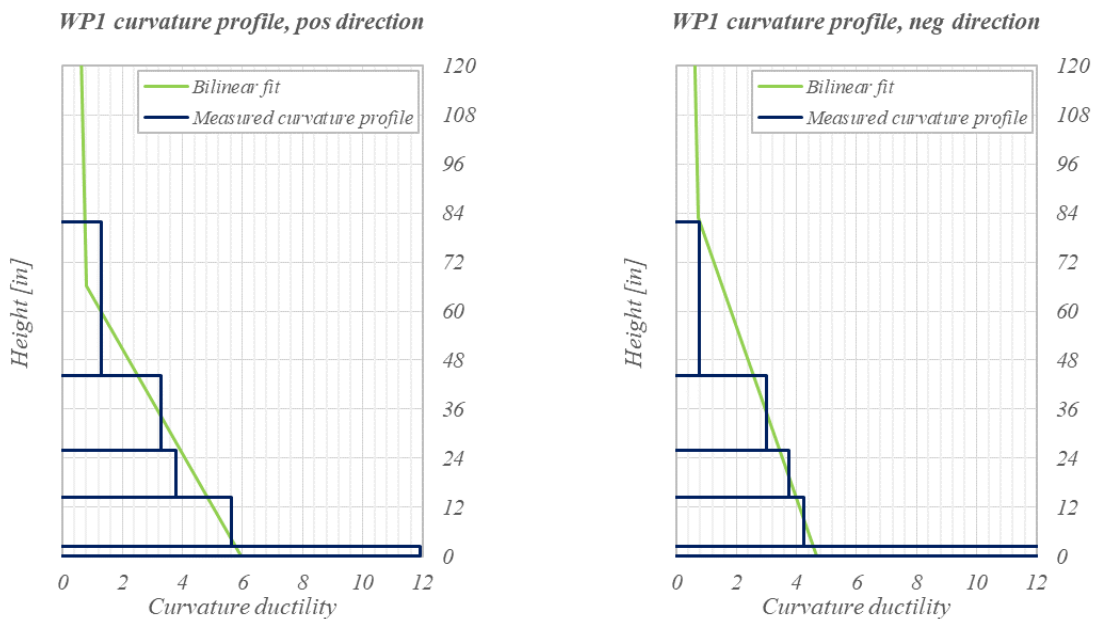 WP1 curvature profile, pos direction
Bilinear fit
Measured curvature profile
120
108
96
84
72
60
48
36
24
12
0
Height [in]
0 2 4 6 8 10 12
Curvature ductility
WP1 curvature profile, neg direction
Bilinear fit
Measured curvature profile
120
108
96
84
72
60
48
36
24
12
0
Height [in]
0 2 4 6 8 10 12
Curvature ductility